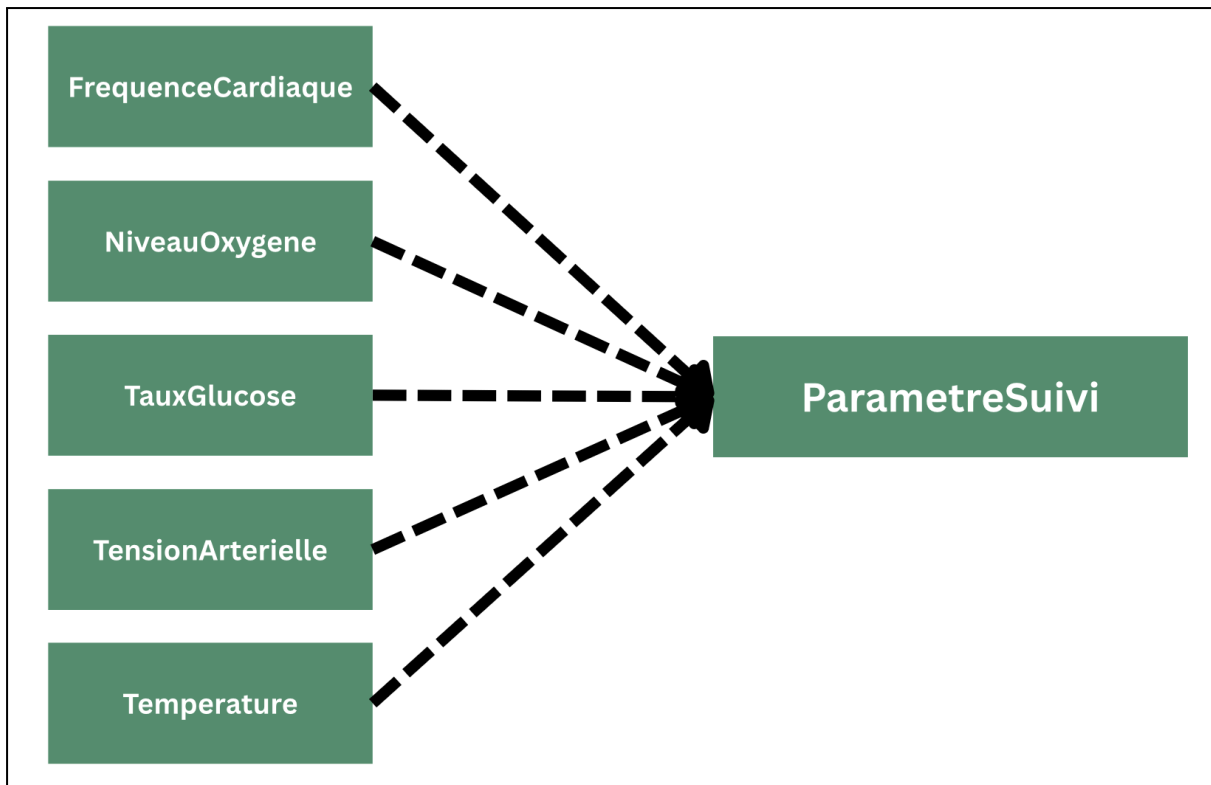 FrequenceCardiaque
NiveauOxygene
TauxGlucose
ParametreSuivi
TensionArterielle
Temperature